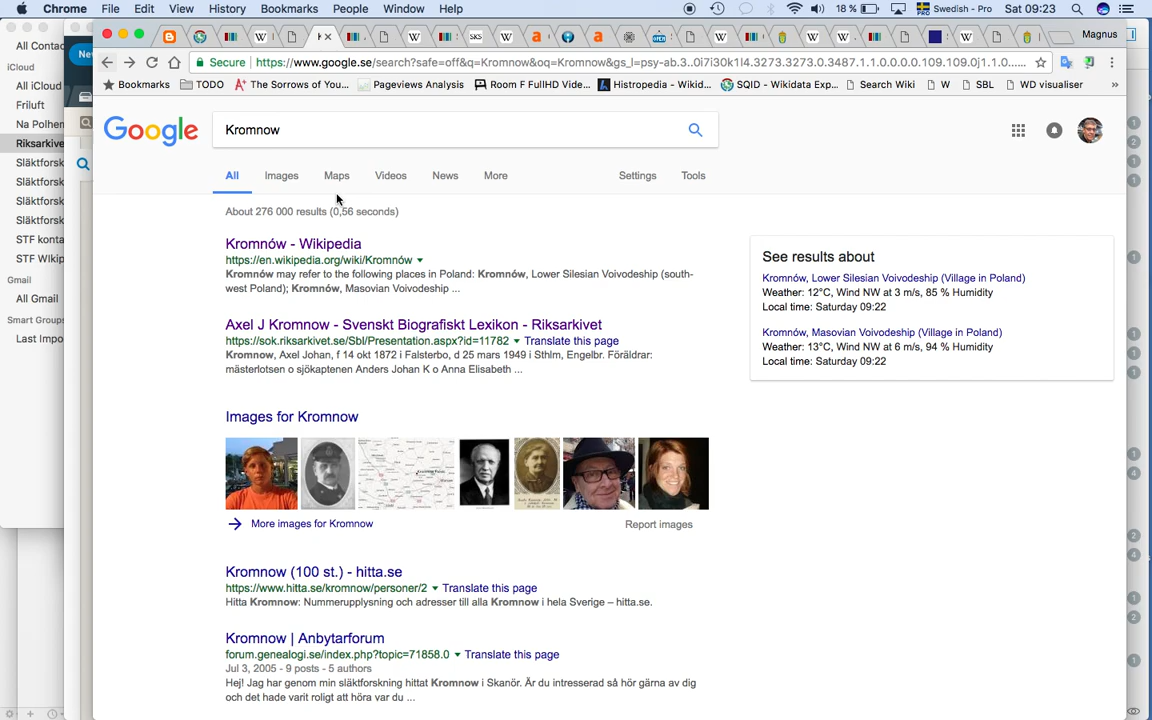 Chrome File Edit View History Bookmarks People Window Help 18 % Swedish - Pro Sat 09:23
Magnus
Secure https://www.google.se/search?safe=off&q=Kromnow&oq=Kromnow&gs_l=psy-ab.3..0i7i30k1l4.3273.3273.0.3487.1.1.0.0.0.0.109.109.0j1.1.0......
Bookmarks TODO The Sorrows of You... Pageviews Analysis Room F FullHD Vide... Histropedia - Wikid... SQID - Wikidata Exp... Search Wiki W SBL WD visualiser »
All Contac
iCloud
All iCloud
Friluft
Na Polhem
Riksarkive
Släktforsk
Släktforsk
Släktforsk
Släktforsk
STF konta
STF WIkip
Gmail
All Gmail
Smart Groups
Last Impo
Ne
Google
Kromnow
All Images Maps Videos News More Settings Tools
About 276 000 results (0,56 seconds)
Kromnów - Wikipedia
https://en.wikipedia.org/wiki/Kromnów
Kromnów may refer to the following places in Poland: Kromnów, Lower Silesian Voivodeship (south-
west Poland); Kromnów, Masovian Voivodeship ...
Axel J Kromnow - Svenskt Biografiskt Lexikon - Riksarkivet
https://sok.riksarkivet.se/Sbl/Presentation.aspx?id=11782 Translate this page
Kromnow, Axel Johan, f 14 okt 1872 i Falsterbo, d 25 mars 1949 i Sthlm, Engelbr. Föräldrar:
mästerlotsen o sjökaptenen Anders Johan K o Anna Elisabeth ...
Images for Kromnow
More images for Kromnow Report images
Kromnow (100 st.) - hitta.se
https://www.hitta.se/kromnow/personer/2 Translate this page
Hitta Kromnow: Nummerupplysning och adresser till alla Kromnow i hela Sverige – hitta.se.
Kromnow | Anbytarforum
forum.genealogi.se/index.php?topic=71858.0 Translate this page
Jul 3, 2005 - 9 posts - 5 authors
Hej! Jag har genom min släktforskning hittat Kromnow i Skanör. Är du intresserad så hör gärna av dig
och det hade varit roligt att höra var du ...
See results about
Kromnów, Lower Silesian Voivodeship (Village in Poland)
Weather: 12°C, Wind NW at 3 m/s, 85 % Humidity
Local time: Saturday 09:22
Kromnów, Masovian Voivodeship (Village in Poland)
Weather: 13°C, Wind NW at 6 m/s, 94 % Humidity
Local time: Saturday 09:22